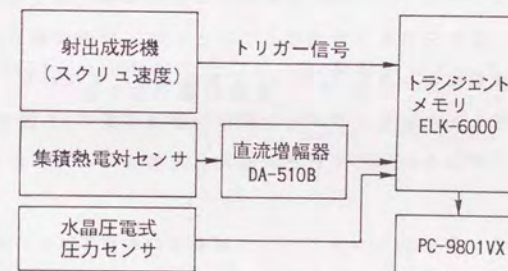 射出成形機
(スクリュ速度)
トリガー信号
トランジェント
メモリ
ELK-6000
集積熱電対センサ
直流増幅器
DA-510B
水晶圧電式
圧力センサ
PC-9801VX